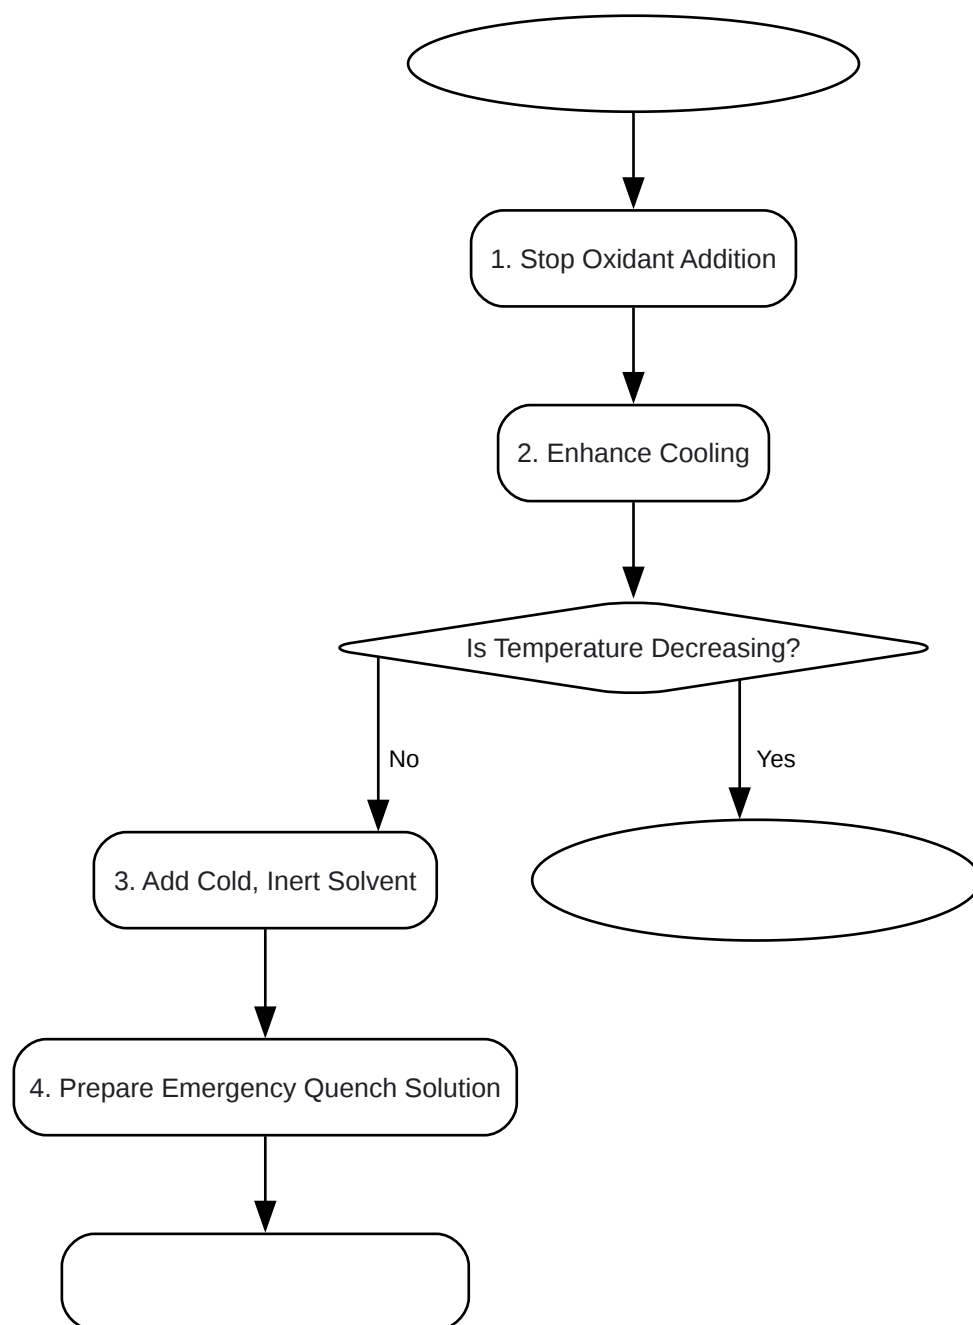 1. Stop Oxidant Addition
2. Enhance Cooling
Is Temperature Decreasing?
No
Yes
3. Add Cold, Inert Solvent
4. Prepare Emergency Quench Solution